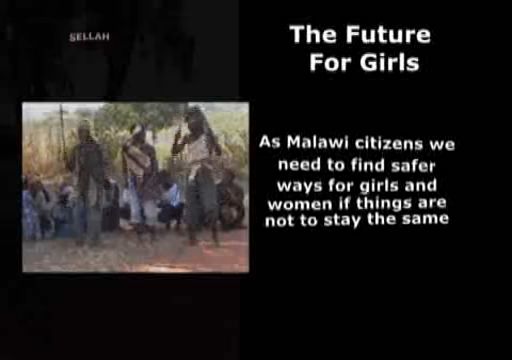 SELLAH
The Future
For Girls
As Malawi citizens we
need to find safer
ways for girls and
women if things are
not to stay the same